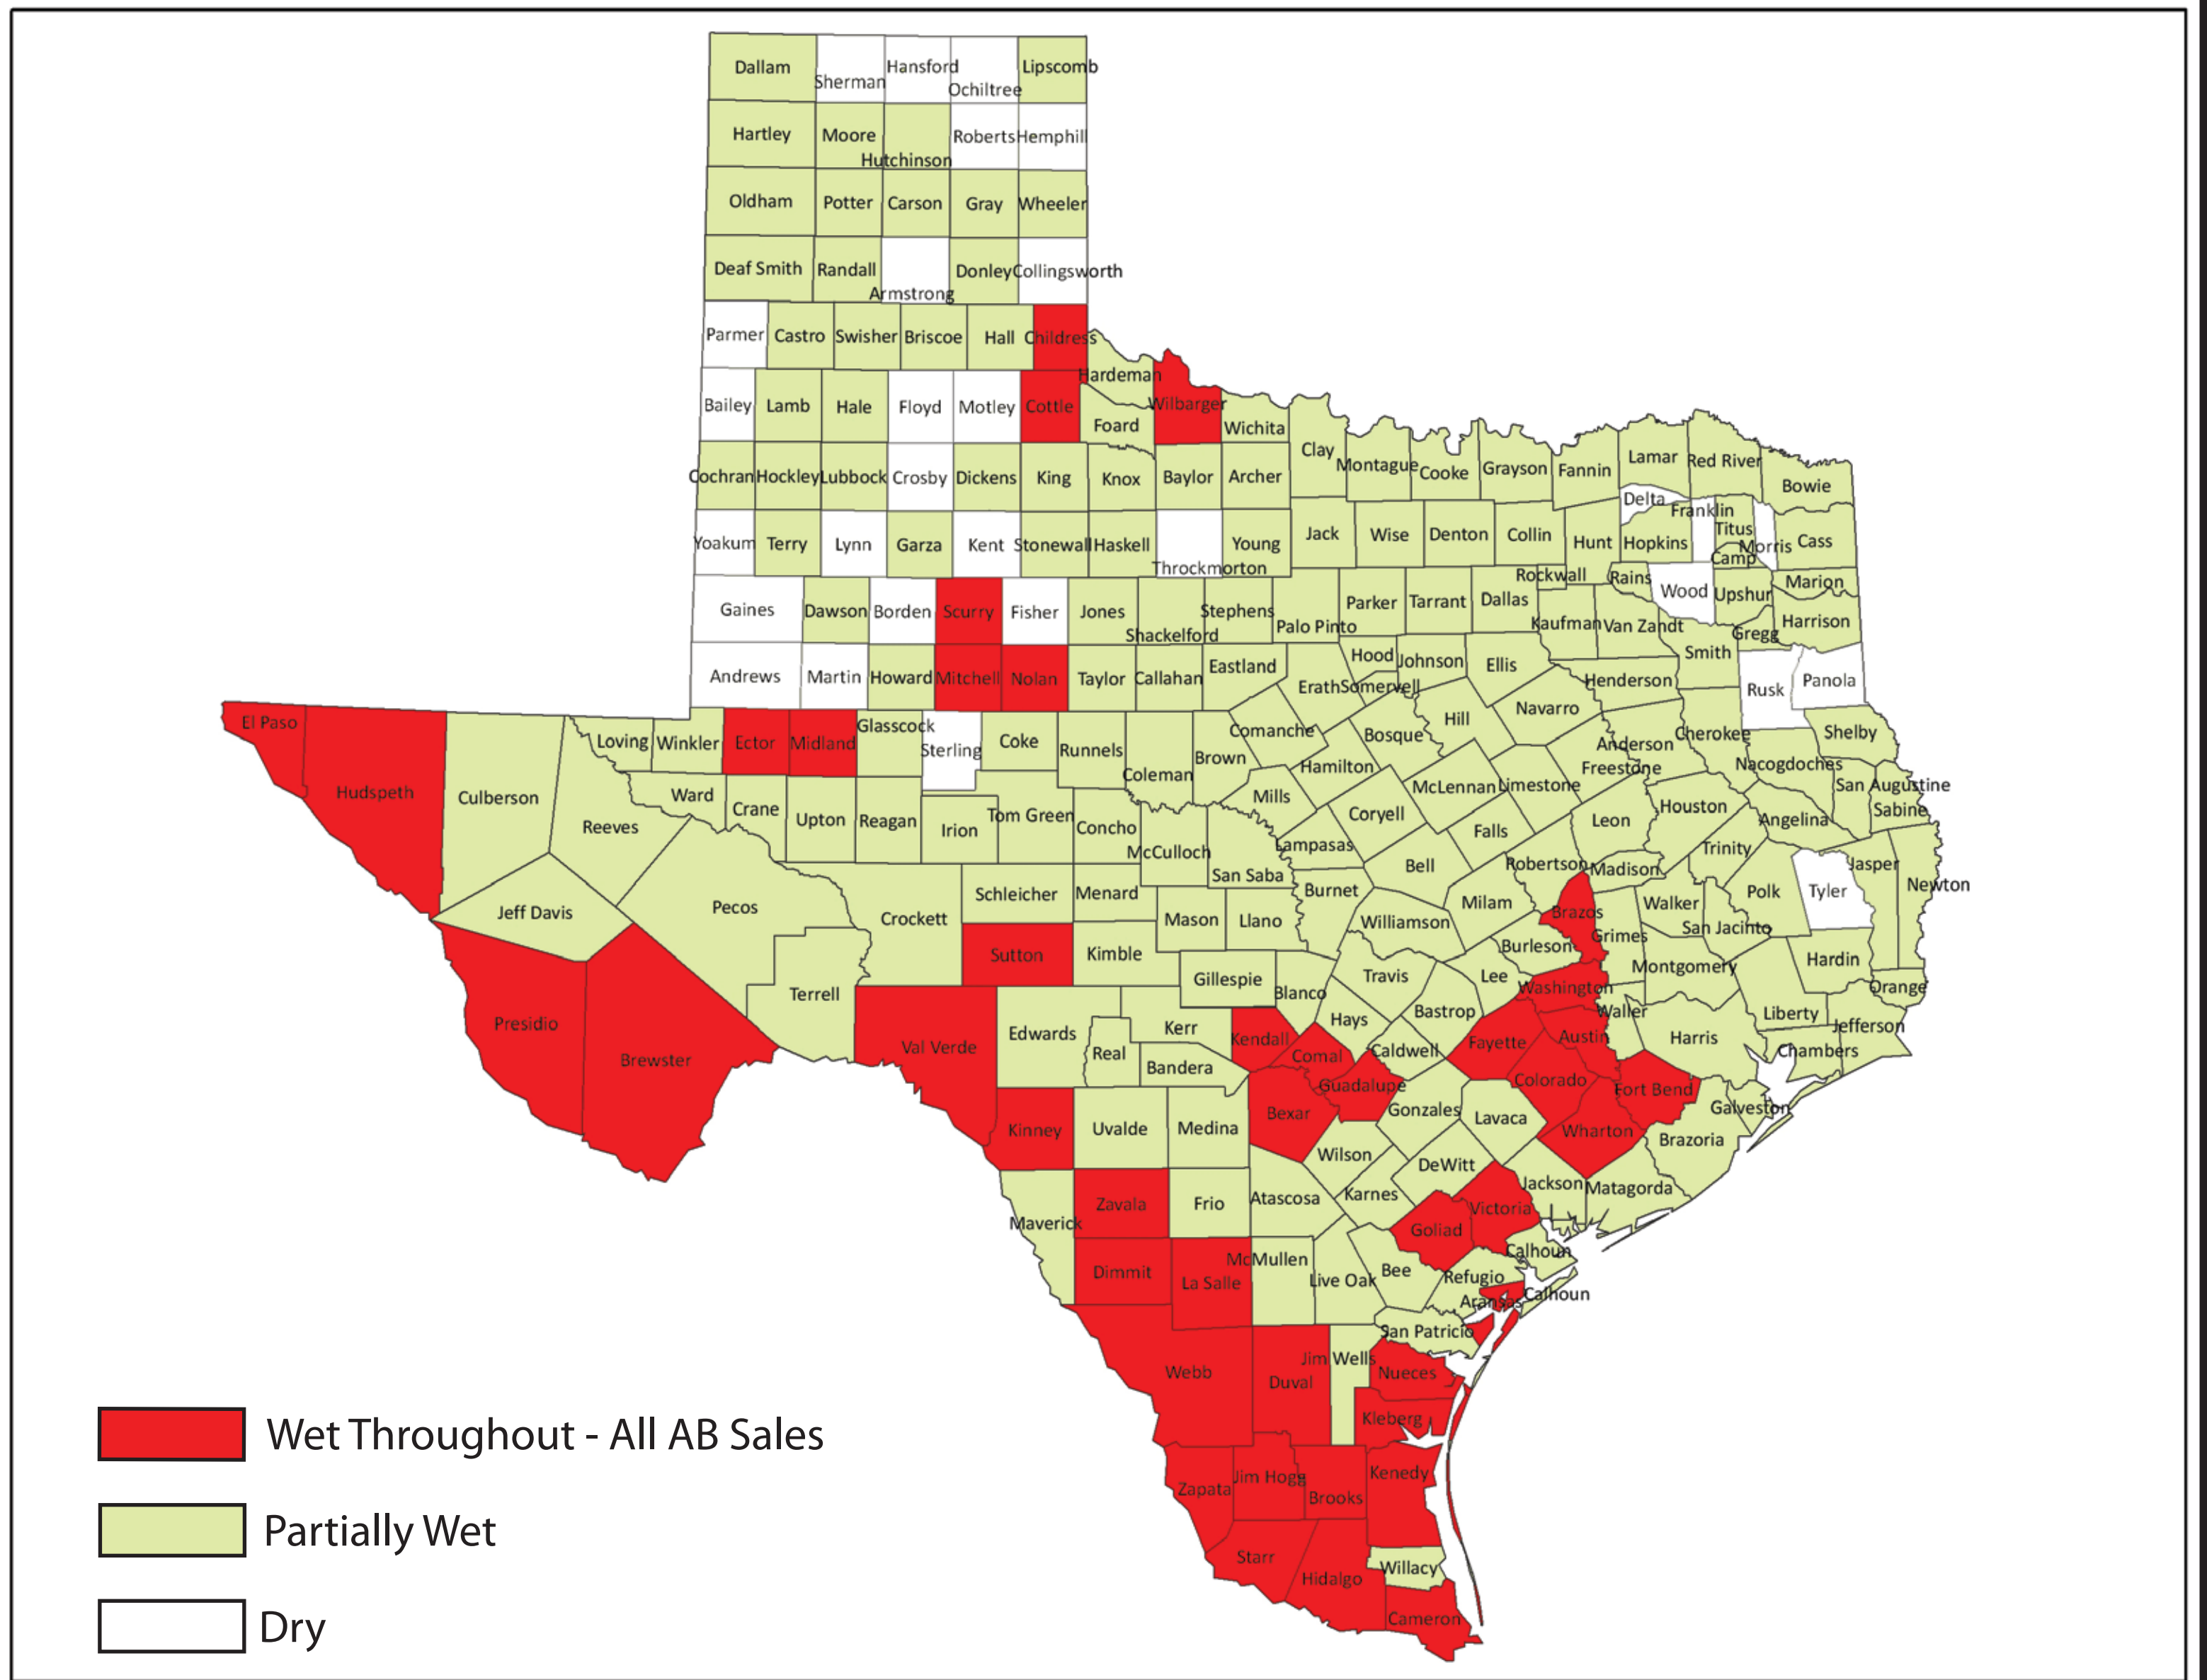 Dallam Sherman Hansford Ochiltree Lipscomb
Hartley Moore Hutchinson Roberts Hemphill
Oldham Potter Carson Gray Wheeler
Deaf Smith Randall Armstrong Donley Collingsworth
Parmer Castro Swisher Briscoe Hall Childress
Hardeman
Bailey Lamb Hale Floyd Motley Cottle Foard Wilbarger Wichita
Cochran Hockley Lubbock Crosby Dickens King Knox Baylor Archer Clay Montague Cooke Grayson Fannin Lamar Red River Bowie
Delta Franklin Titus Morris Camp Cass
Yoakum Terry Lynn Garza Kent Stonewall Haskell Throckmorton Young Jack Wise Denton Collin Hunt Hopkins
Rockwall Rains Wood Upshur Marion
Gaines Dawson Borden Scurry Fisher Jones Shackelford Stephens Palo Pinto Parker Tarrant Dallas Kaufman Van Zandt Gregg Harrison
Andrews Martin Howard Mitchell Nolan Taylor Callahan Eastland Erath Hood Somervell Johnson Ellis Henderson Smith Rusk Panola
El Paso Hudspeth Culberson Loving Winkler Ector Midland Glasscock Sterling Coke Runnels Coleman Brown Comanche Bosque Hill Navarro Anderson Cherokee Shelby
Freestone Nacogdoches
Reeves Ward Crane Upton Reagan Irion Tom Green Concho McCulloch San Saba Mills Hamilton Coryell McLennan Limestone Falls Leon Houston Angelina San Augustine Sabine
Lampasas Bell Robertson Madison Trinity Polk Tyler Jasper Newton
Jeff Davis Pecos Crockett Schleicher Menard Mason Llano Burnet Williamson Milam Brazos Grimes Walker San Jacinto
Presidio Brewster Terrell Sutton Kimble Gillespie Blanco Travis Lee Burleson Washington Montgomery Hardin Orange
Val Verde Edwards Real Kerr Bandera Kendall Comal Hays Caldwell Bastrop Fayette Austin Waller Harris Liberty Jefferson Chambers
Kinney Uvalde Medina Bexar Guadalupe Gonzales Lavaca Colorado Fort Bend Wharton Brazoria Galveston
Maverick Zavala Frio Atascosa Wilson Karnes DeWitt Victoria Jackson Matagorda
Goliad Calhoun
Dimmit La Salle McMullen Live Oak Bee Refugio Aransas Calhoun
San Patricio
Webb Duval Jim Wells Nueces
Kleberg
Zapata Jim Hogg Brooks Kenedy
Starr Hidalgo Willacy
Cameron
Wet Throughout - All AB Sales
Partially Wet
Dry